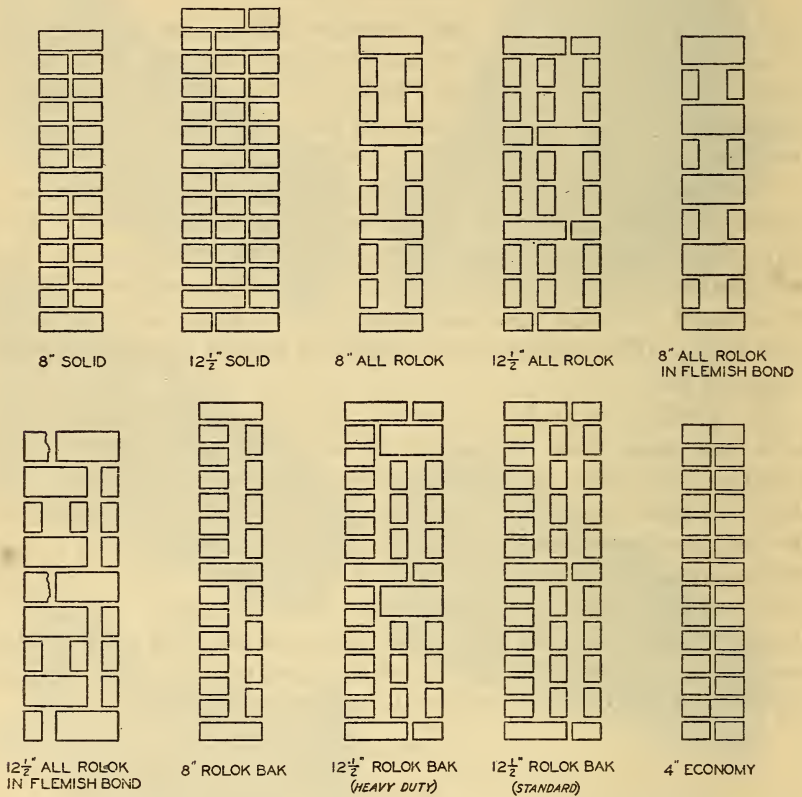 8" SOLID
12½" SOLID
8" ALL ROLOK
12½" ALL ROLOK
8" ALL ROLOK
IN FLEMISH BOND
12½" ALL ROLOK
IN FLEMISH BOND
8" ROLOK BAK
12½" ROLOK BAK
(HEAVY DUTY)
12½" ROLOK BAK
(STANDARD)
4" ECONOMY